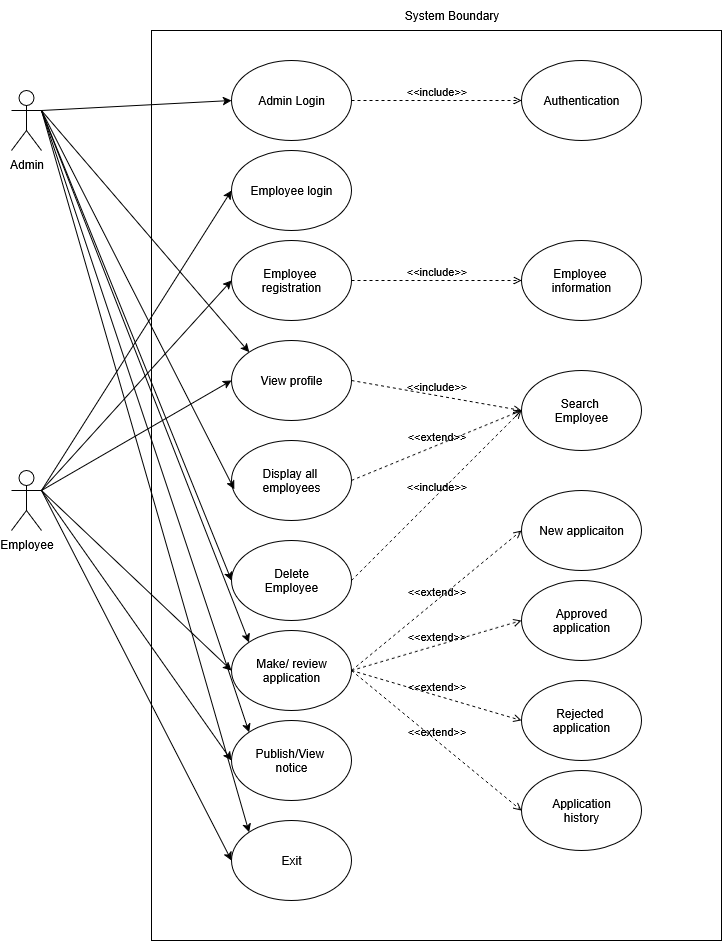 System Boundary
Admin Login
<<include>>
Authentication
Admin
Employee login
Employee
registration
<<include>>
Employee
information
View profile
<<include>>
Search
Employee
<<extend>>
Display all
employees
<<include>>
Employee
New applicaiton
Delete
Employee
<<extend>>
Approved
application
<<extend>>
Make/ review
application
<<extend>>
Rejected
application
<<extend>>
Publish/View
notice
Application
history
Exit